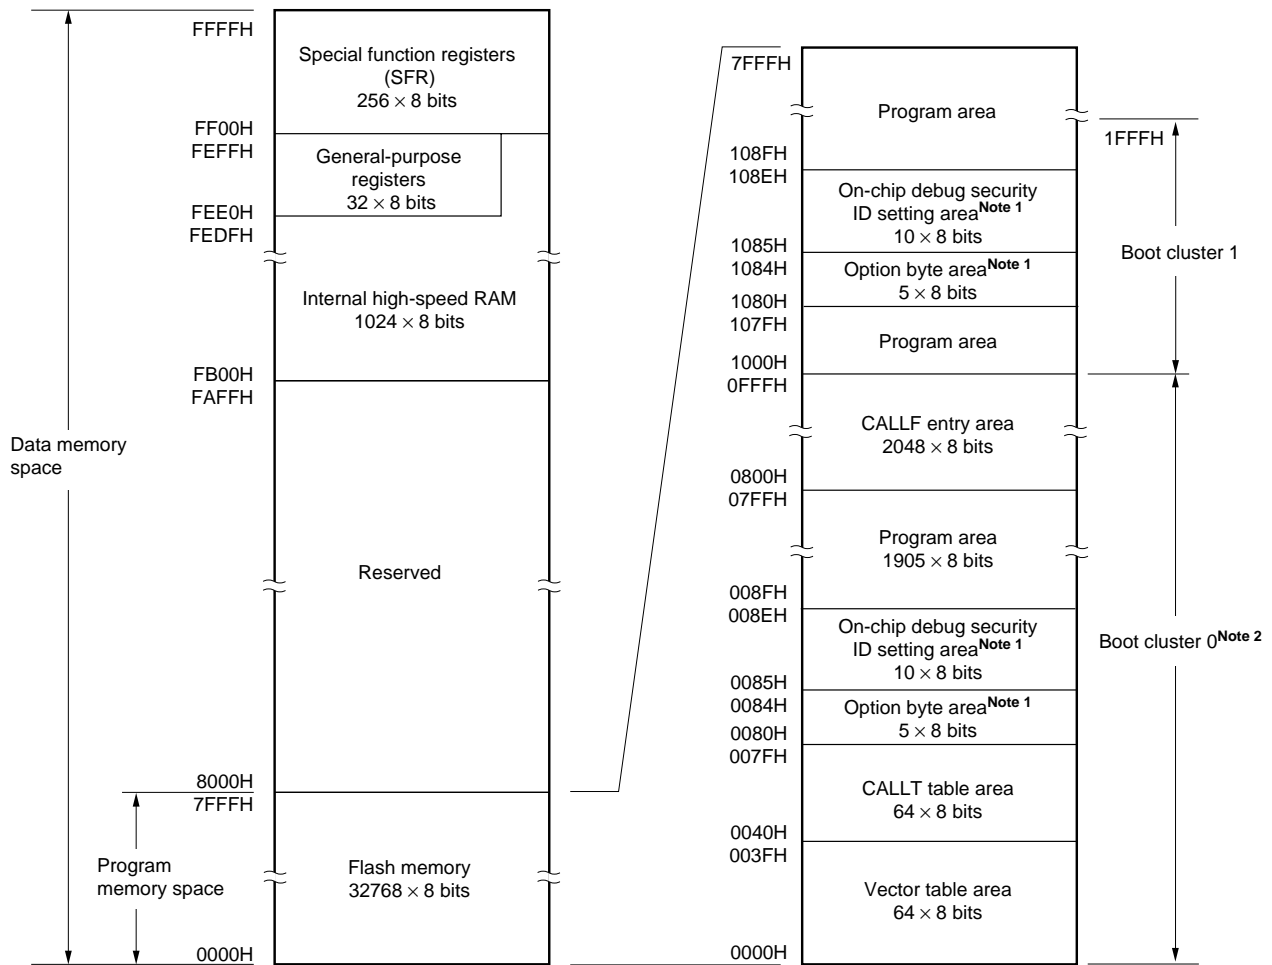 FFFFH
Special function registers
(SFR)
256 × 8 bits
FF00H
FEFFH
General-purpose
registers
32 × 8 bits
FEE0H
FEDFH
Internal high-speed RAM
1024 × 8 bits
FB00H
FAFFH
Data memory
space
Reserved
8000H
7FFFH
Program
memory space
Flash memory
32768 × 8 bits
0000H
7FFFH
Program area
1FFFH
108FH
108EH
On-chip debug security
ID setting areaNote 1
10 × 8 bits
1085H
1084H
Boot cluster 1
Option byte areaNote 1
5 × 8 bits
1080H
107FH
Program area
1000H
0FFFH
CALLF entry area
2048 × 8 bits
0800H
07FFH
Program area
1905 × 8 bits
008FH
008EH
On-chip debug security
ID setting areaNote 1
10 × 8 bits
Boot cluster 0Note 2
0085H
0084H
Option byte areaNote 1
5 × 8 bits
0080H
007FH
CALLT table area
64 × 8 bits
0040H
003FH
Vector table area
64 × 8 bits
0000H